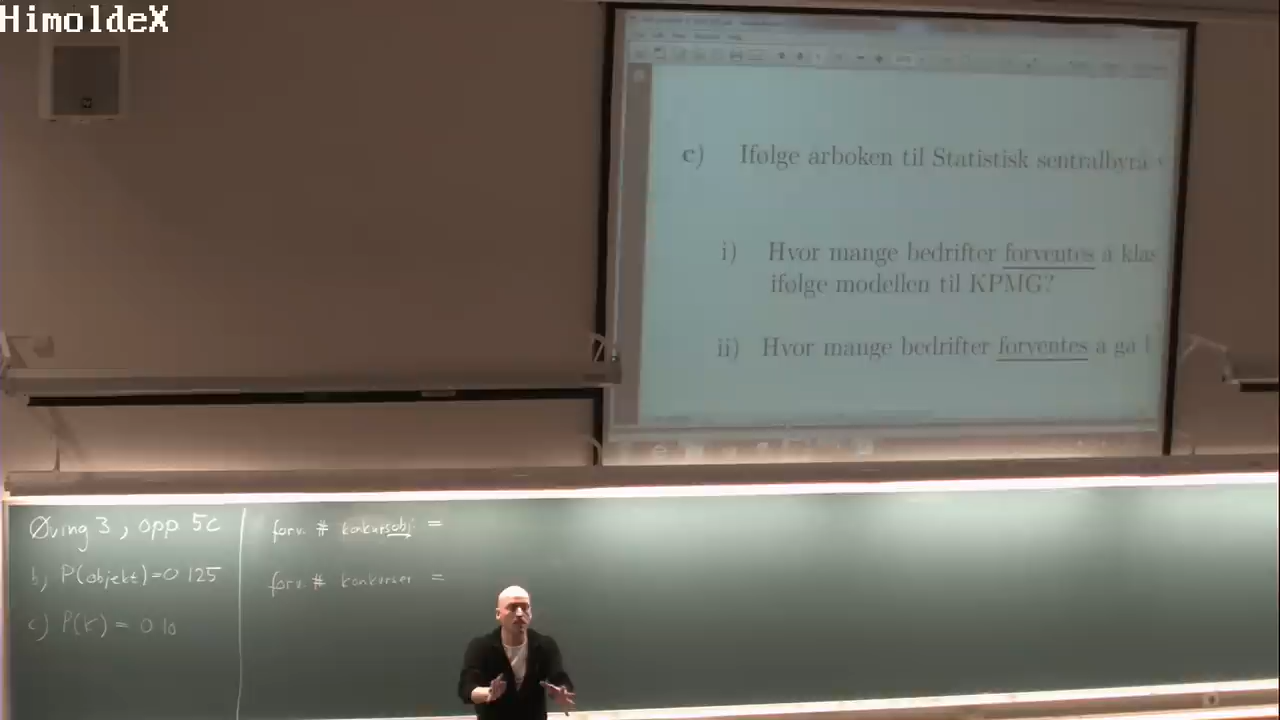 HimoldeX
c) Ifølge årboken til Statistisk sentralbyrå
i) Hvor mange bedrifter forventes å klas
ifølge modellen til KPMG?
ii) Hvor mange bedrifter forventes å gå
Øving 3, opp 5c
b) P(objekt)=0.125
c) P(K) = 0.10
forv. # konkursobj =
forv. # konkurser =